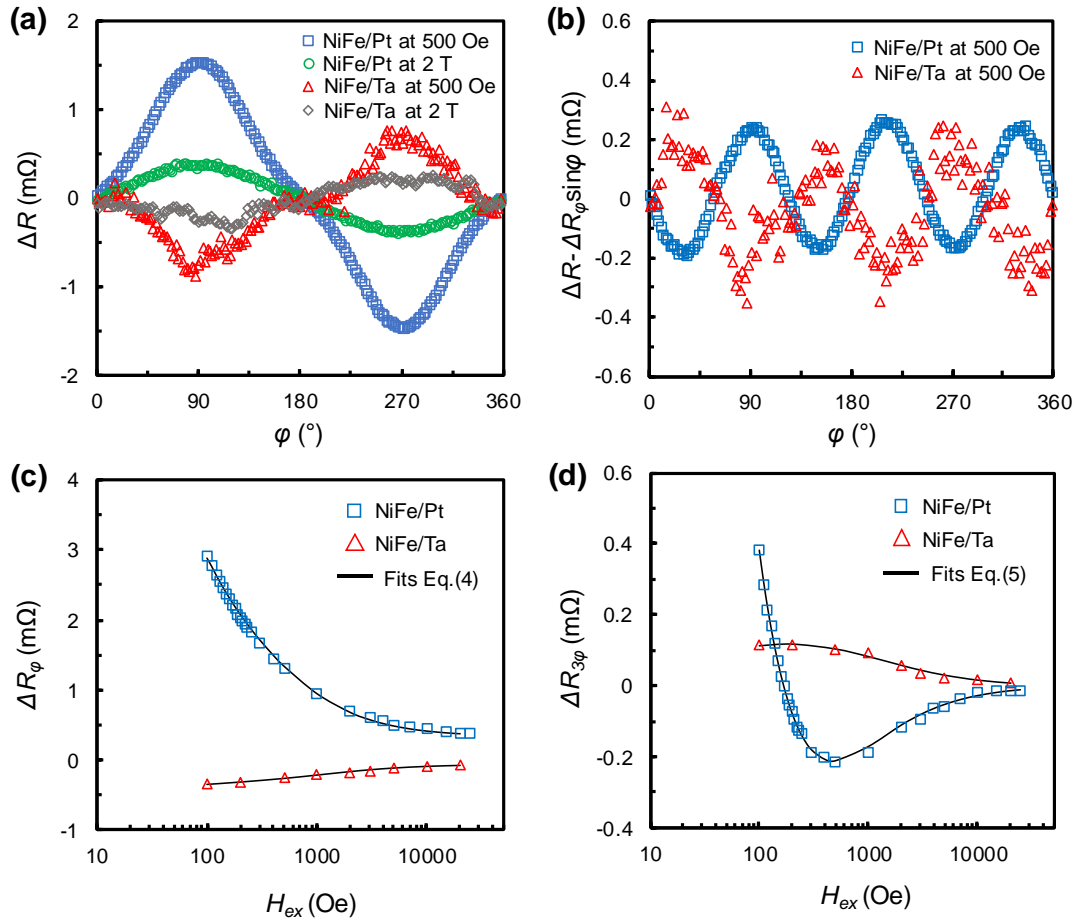 (a)
NiFe/Pt at 500 Oe
NiFe/Pt at 2 T
NiFe/Ta at 500 Oe
NiFe/Ta at 2 T
2
1
0
-1
-2
ΔR (mΩ)
0 90 180 270 360
φ (°)
(b)
NiFe/Pt at 500 Oe
NiFe/Ta at 500 Oe
0.6
0.4
0.2
0
-0.2
-0.4
-0.6
ΔR- ΔRφsinφ (mΩ)
0 90 180 270 360
φ (°)
(c)
NiFe/Pt
NiFe/Ta
Fits Eq.(4)
4
3
2
1
0
-1
ΔRφ (mΩ)
10 100 1000 10000
Hex (Oe)
(d)
NiFe/Pt
NiFe/Ta
Fits Eq.(5)
0.6
0.4
0.2
0
-0.2
-0.4
ΔR3φ (mΩ)
10 100 1000 10000
Hex (Oe)